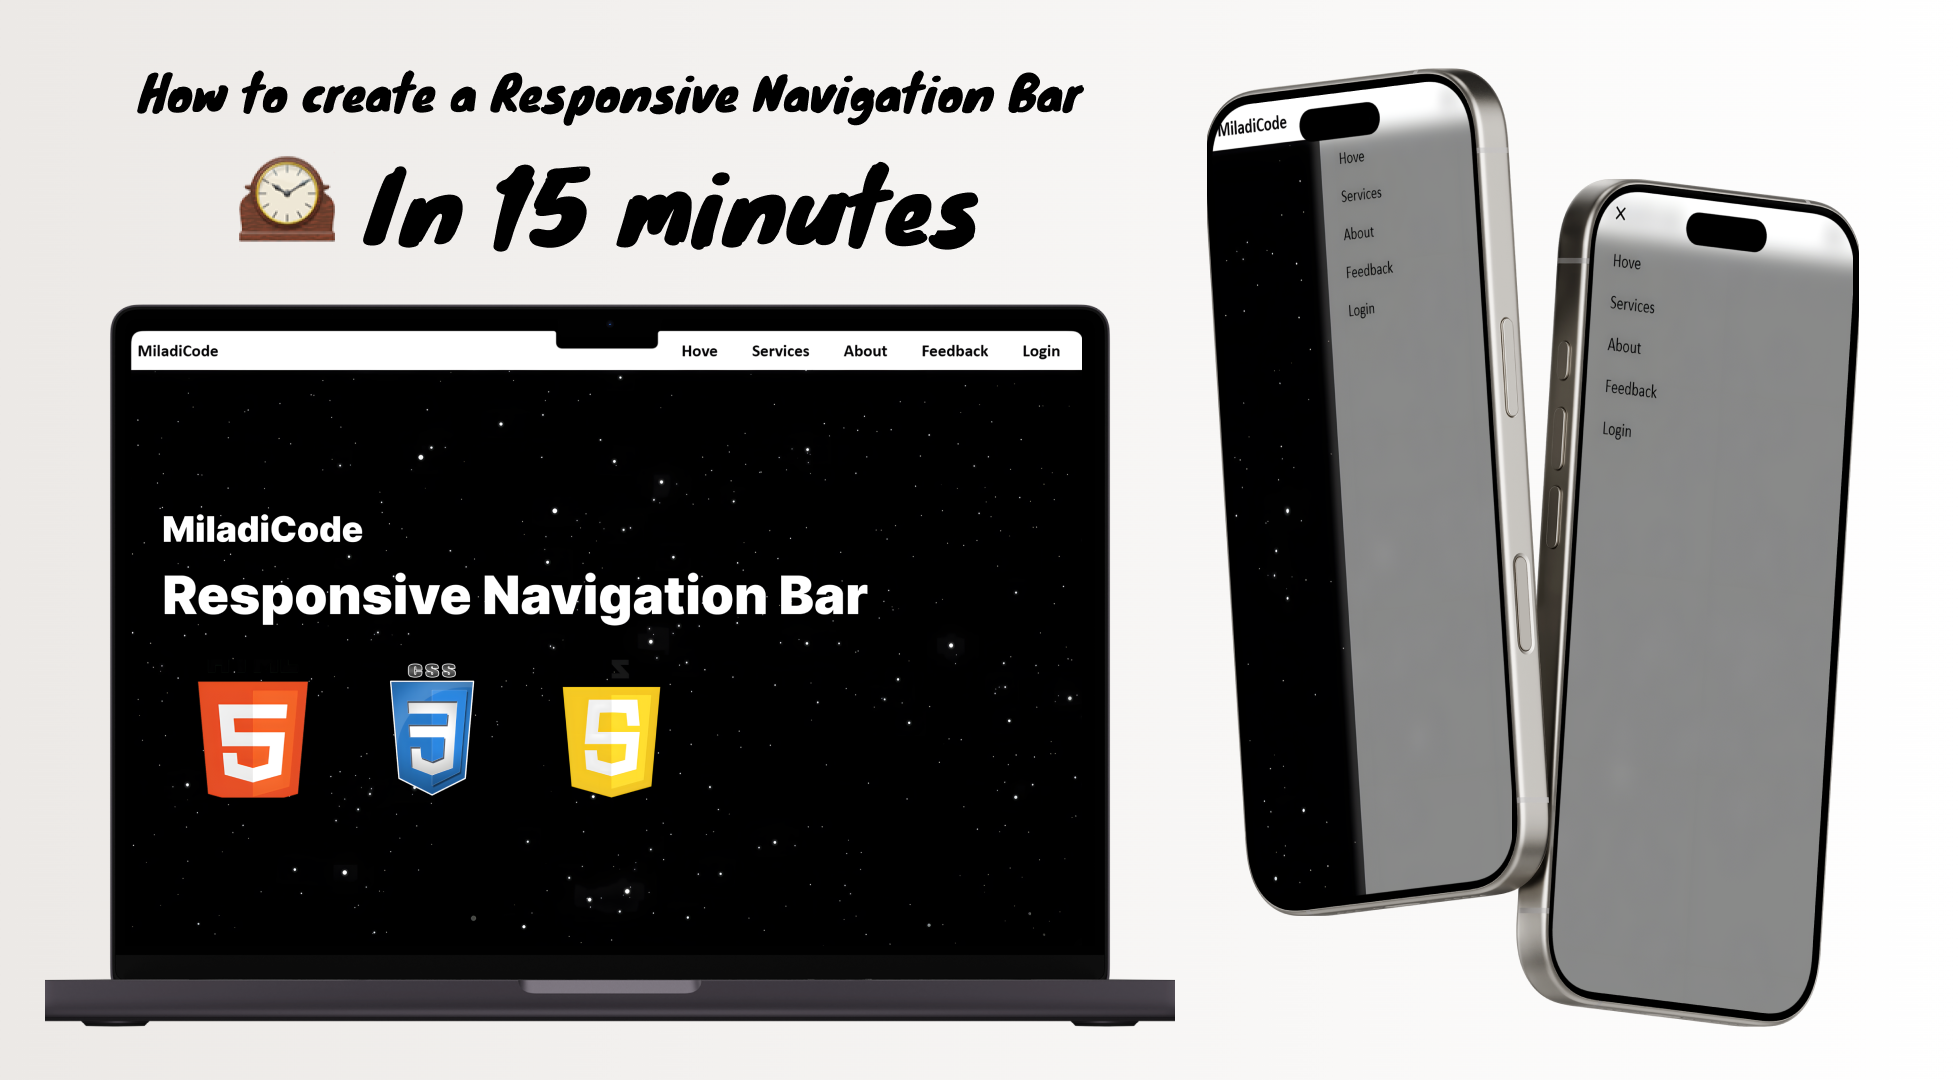 How to create a Responsive Navigation Bar
In 15 minutes
MiladiCode
Hove Services About Feedback Login
MiladiCode
Responsive Navigation Bar
CSS
MiladiCode
Hove
Services
About
Feedback
Login
X
Hove
Services
About
Feedback
Login